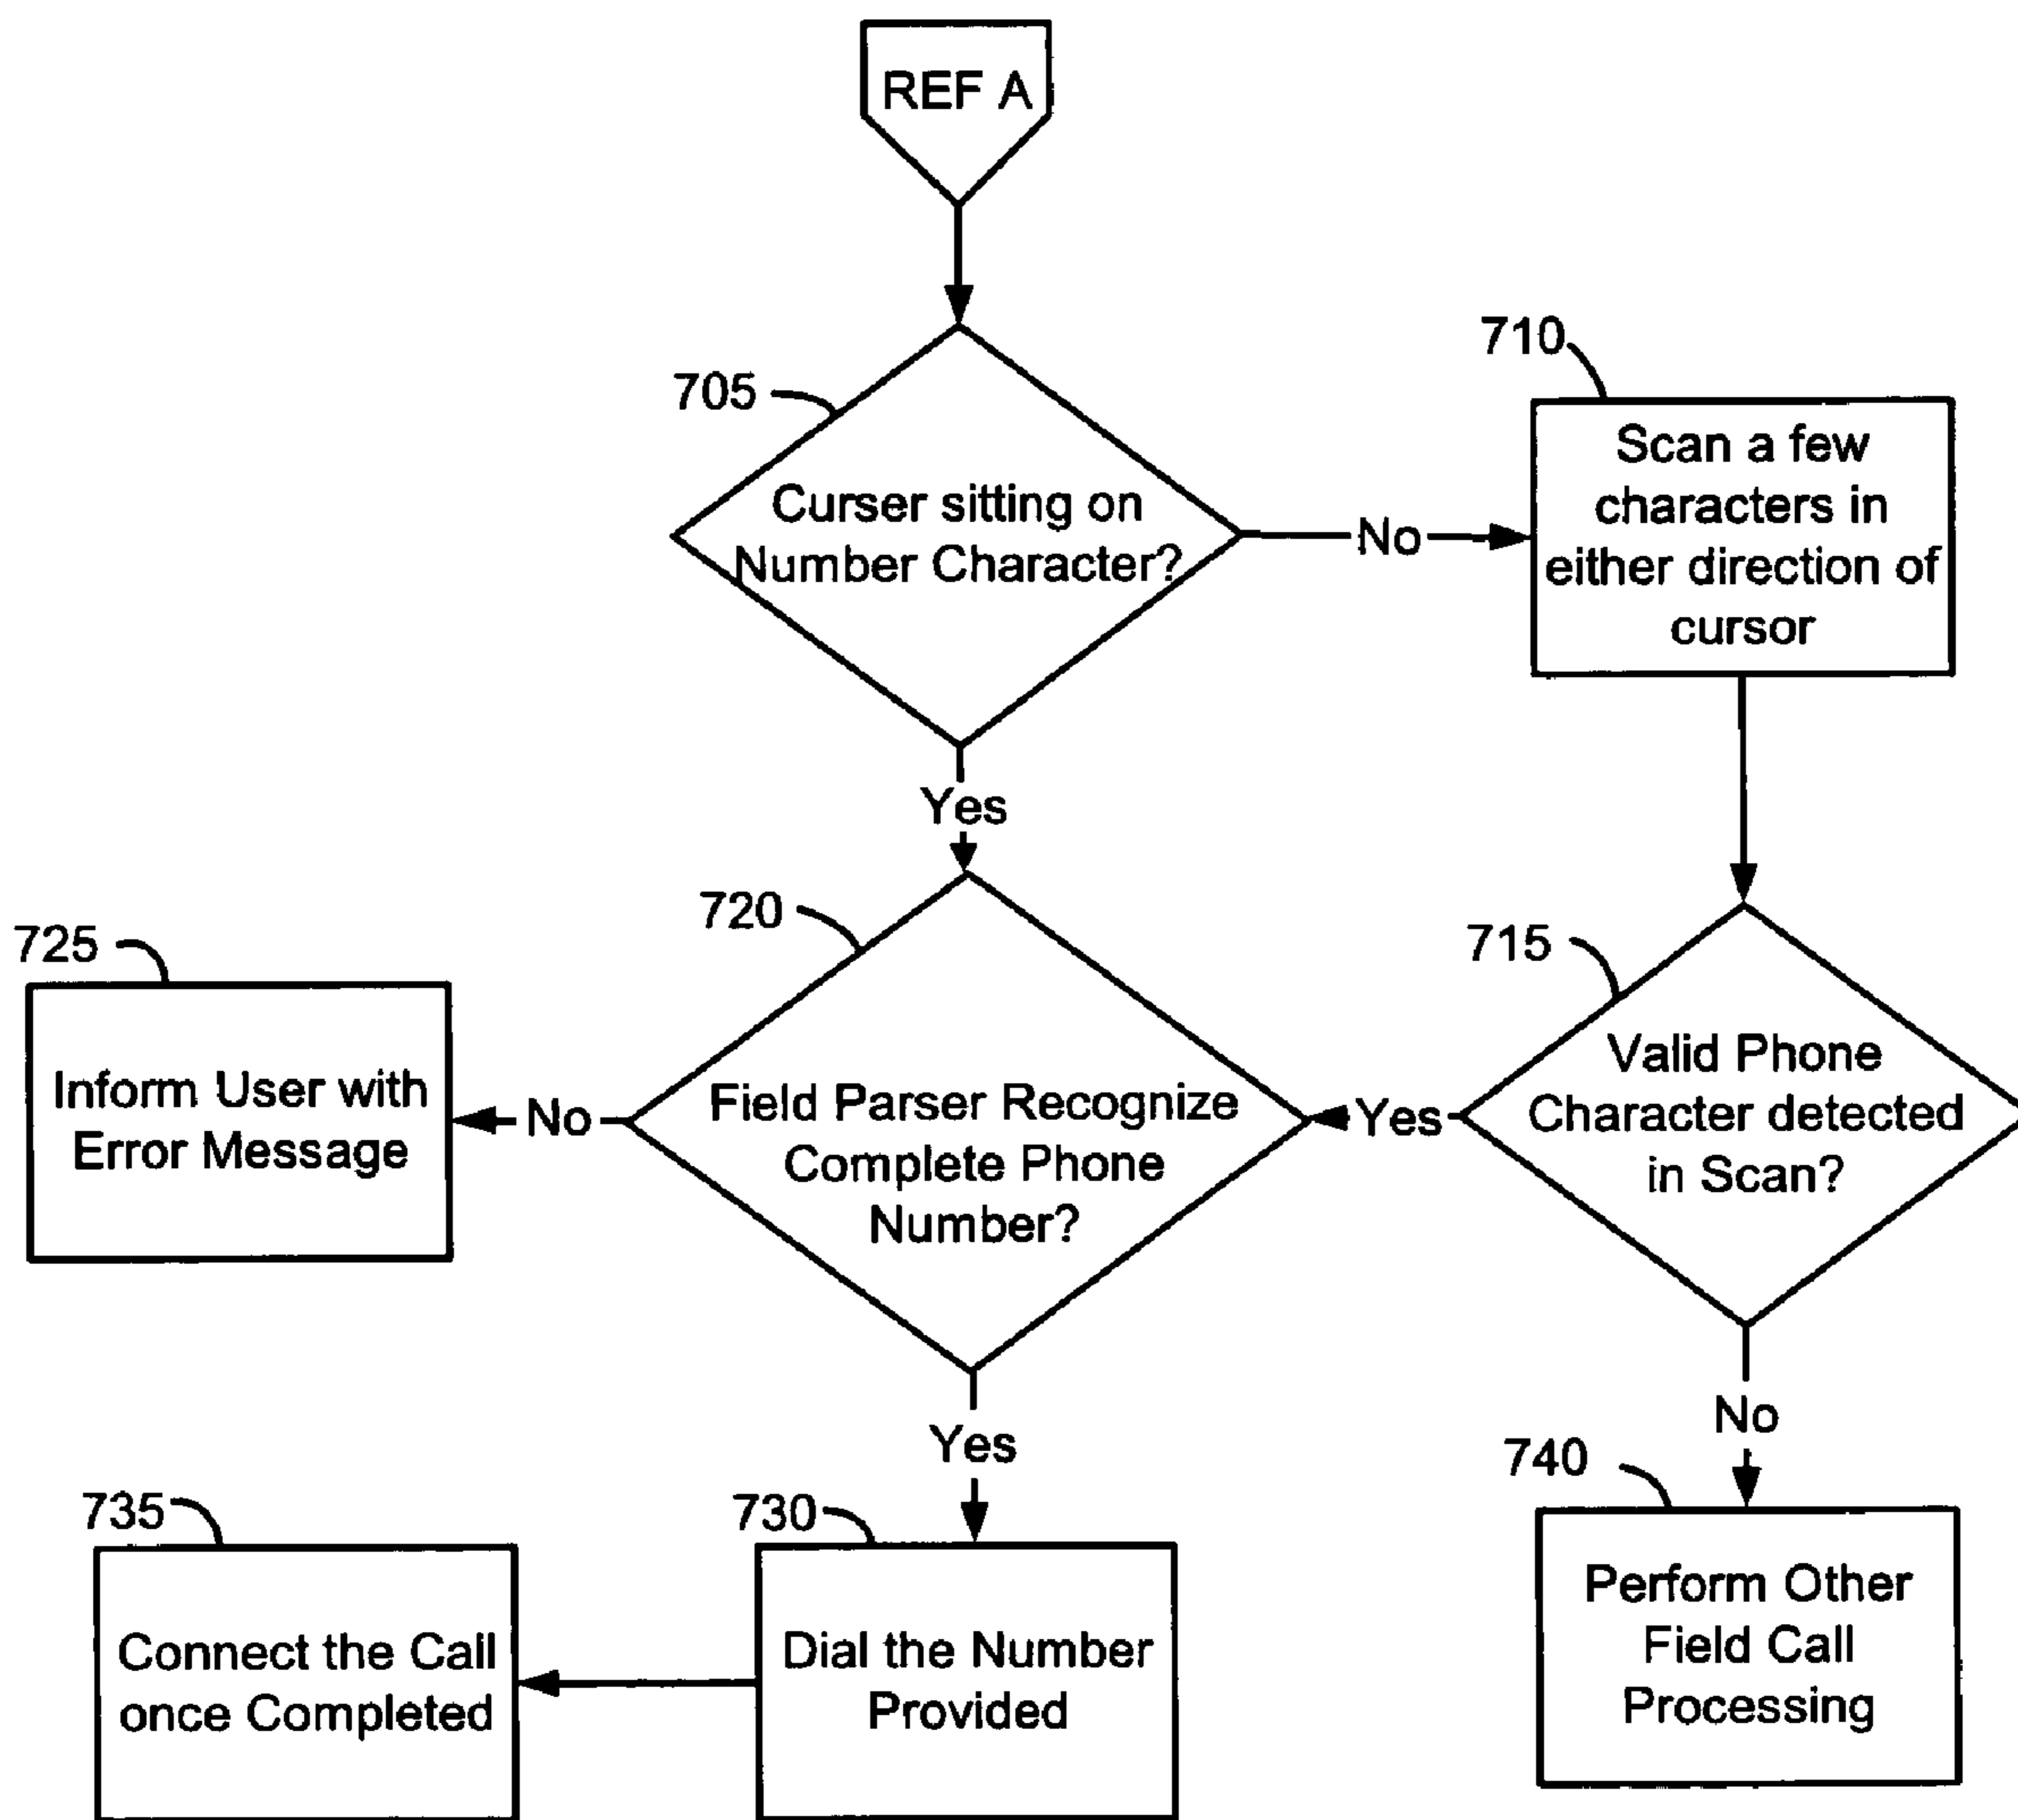 REF A
705
Curser sitting on
Number Character?
No
710
Scan a few
characters in
either direction of
cursor
Yes
720
Field Parser Recognize
Complete Phone
Number?
715
Valid Phone
Character detected
in Scan?
Yes
No
725
Inform User with
Error Message
Yes
No
735
Connect the Call
once Completed
730
Dial the Number
Provided
740
Perform Other
Field Call
Processing